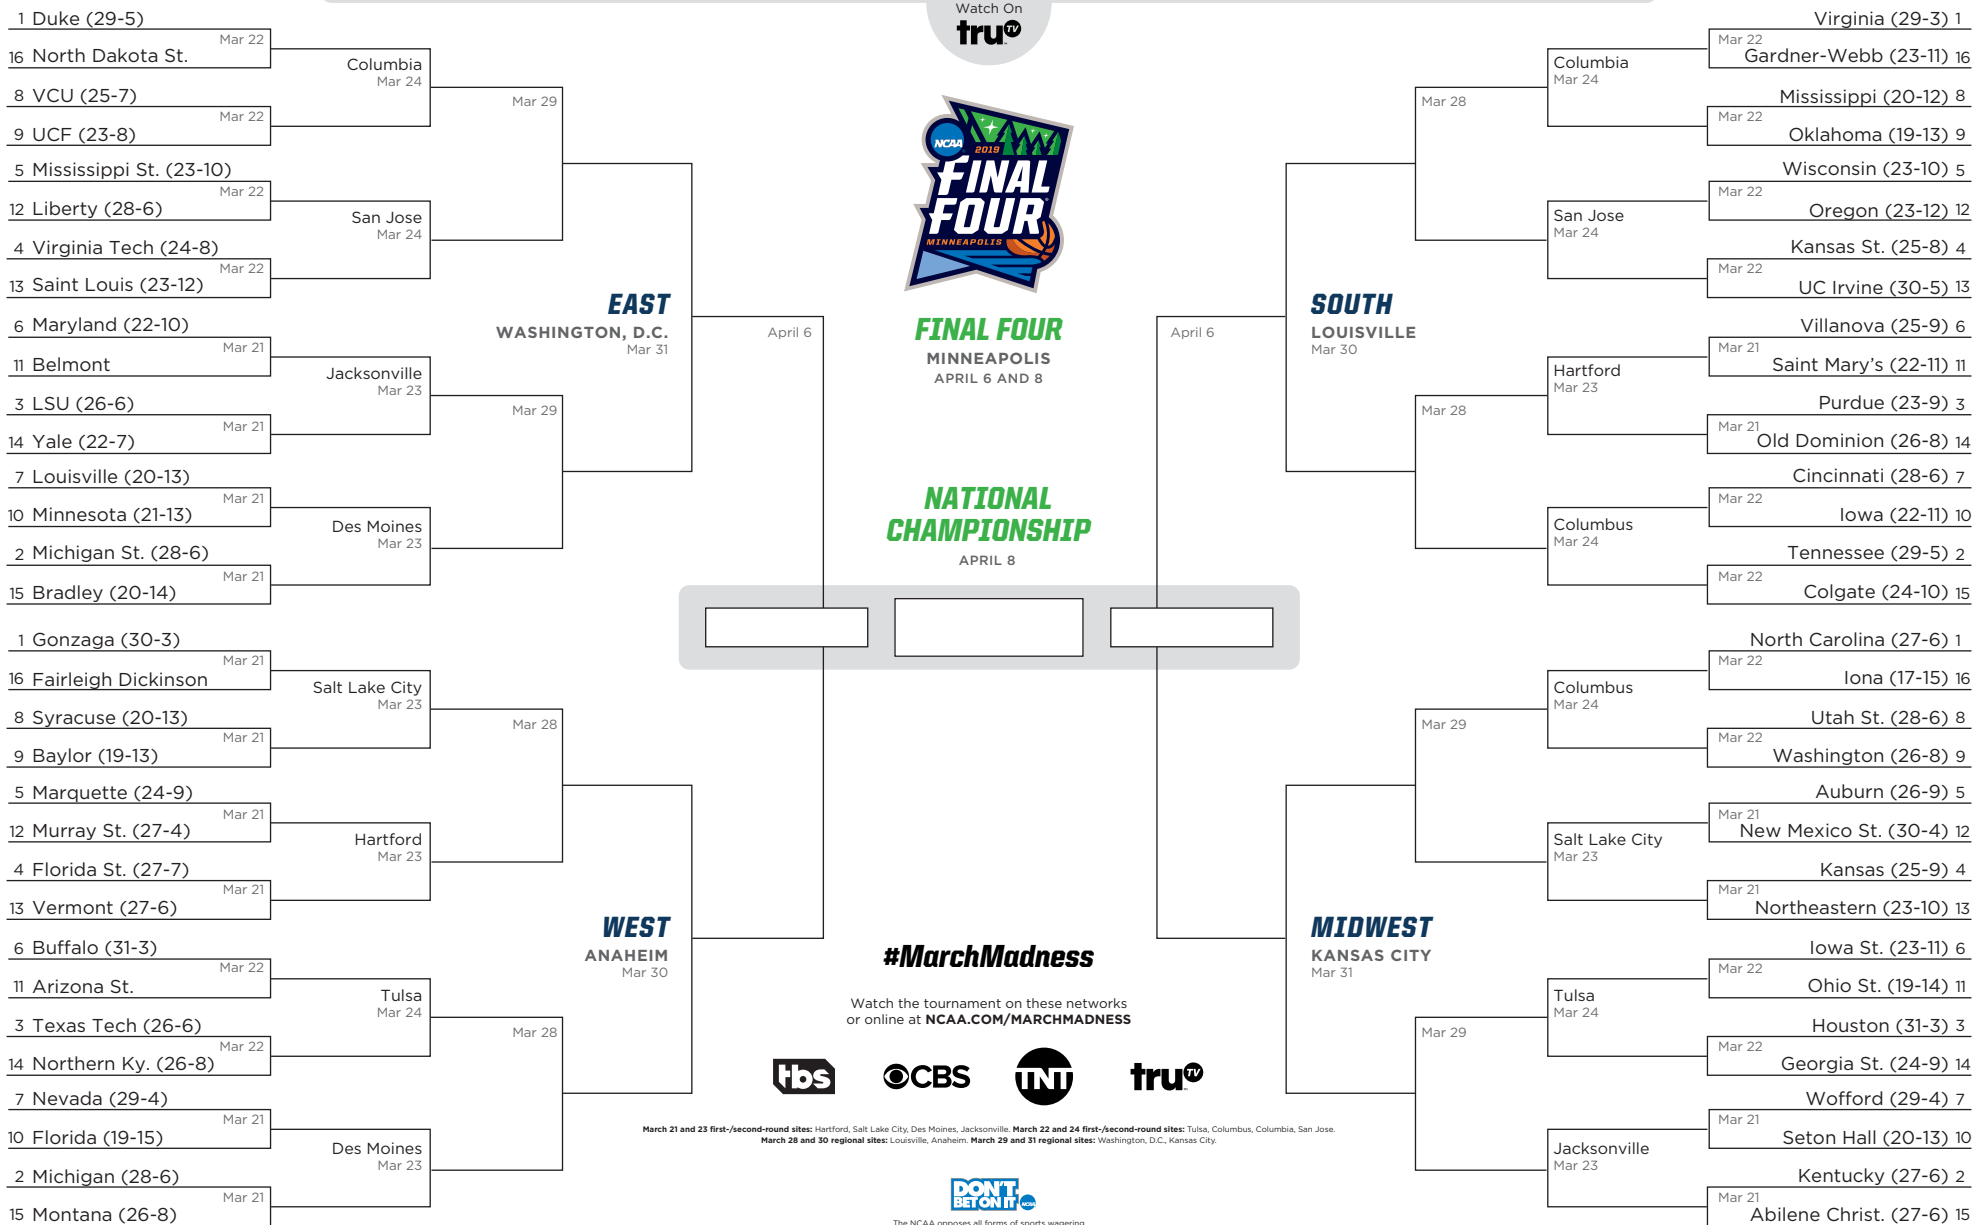 Watch On
truTV
1 Duke (29-5)
Mar 22
16 North Dakota St.
Columbia
Mar 24
8 VCU (25-7)
Mar 22
9 UCF (23-8)
Mar 29
5 Mississippi St. (23-10)
Mar 22
12 Liberty (28-6)
San Jose
Mar 24
4 Virginia Tech (24-8)
Mar 22
13 Saint Louis (23-12)
EAST
WASHINGTON, D.C.
Mar 31
6 Maryland (22-10)
Mar 21
11 Belmont
Jacksonville
Mar 23
3 LSU (26-6)
Mar 21
14 Yale (22-7)
Mar 29
7 Louisville (20-13)
Mar 21
10 Minnesota (21-13)
Des Moines
Mar 23
2 Michigan St. (28-6)
Mar 21
15 Bradley (20-14)
April 6
1 Gonzaga (30-3)
Mar 21
16 Fairleigh Dickinson
Salt Lake City
Mar 23
8 Syracuse (20-13)
Mar 21
9 Baylor (19-13)
Mar 28
5 Marquette (24-9)
Mar 21
12 Murray St. (27-4)
Hartford
Mar 23
4 Florida St. (27-7)
Mar 21
13 Vermont (27-6)
WEST
ANAHEIM
Mar 30
6 Buffalo (31-3)
Mar 22
11 Arizona St.
Tulsa
Mar 24
3 Texas Tech (26-6)
Mar 22
14 Northern Ky. (26-8)
Mar 28
7 Nevada (29-4)
Mar 21
10 Florida (19-15)
Des Moines
Mar 23
2 Michigan (28-6)
Mar 21
15 Montana (26-8)
NCAA
2019
FINAL
FOUR
MINNEAPOLIS
FINAL FOUR
MINNEAPOLIS
APRIL 6 AND 8
NATIONAL
CHAMPIONSHIP
APRIL 8
#MarchMadness
Watch the tournament on these networks
or online at NCAA.COM/MARCHMADNESS
tbs CBS TNT truTV
March 21 and 23 first-/second-round sites: Hartford, Salt Lake City, Des Moines, Jacksonville. March 22 and 24 first-/second-round sites: Tulsa, Columbus, Columbia, San Jose.
March 28 and 30 regional sites: Louisville, Anaheim. March 29 and 31 regional sites: Washington, D.C., Kansas City.
DON'T
BET ON IT NCAA
The NCAA opposes all forms of sports wagering.
Virginia (29-3) 1
Mar 22
Gardner-Webb (23-11) 16
Columbia
Mar 24
Mississippi (20-12) 8
Mar 22
Oklahoma (19-13) 9
Mar 28
Wisconsin (23-10) 5
Mar 22
Oregon (23-12) 12
San Jose
Mar 24
Kansas St. (25-8) 4
Mar 22
UC Irvine (30-5) 13
SOUTH
LOUISVILLE
Mar 30
Villanova (25-9) 6
Mar 21
Saint Mary's (22-11) 11
Hartford
Mar 23
Purdue (23-9) 3
Mar 21
Old Dominion (26-8) 14
Mar 28
Cincinnati (28-6) 7
Mar 22
Iowa (22-11) 10
Columbus
Mar 24
Tennessee (29-5) 2
Mar 22
Colgate (24-10) 15
April 6
North Carolina (27-6) 1
Mar 22
Iona (17-15) 16
Columbus
Mar 24
Utah St. (28-6) 8
Mar 22
Washington (26-8) 9
Mar 29
Auburn (26-9) 5
Mar 21
New Mexico St. (30-4) 12
Salt Lake City
Mar 23
Kansas (25-9) 4
Mar 21
Northeastern (23-10) 13
MIDWEST
KANSAS CITY
Mar 31
Iowa St. (23-11) 6
Mar 22
Ohio St. (19-14) 11
Tulsa
Mar 24
Houston (31-3) 3
Mar 22
Georgia St. (24-9) 14
Mar 29
Wofford (29-4) 7
Mar 21
Seton Hall (20-13) 10
Jacksonville
Mar 23
Kentucky (27-6) 2
Mar 21
Abilene Christ. (27-6) 15